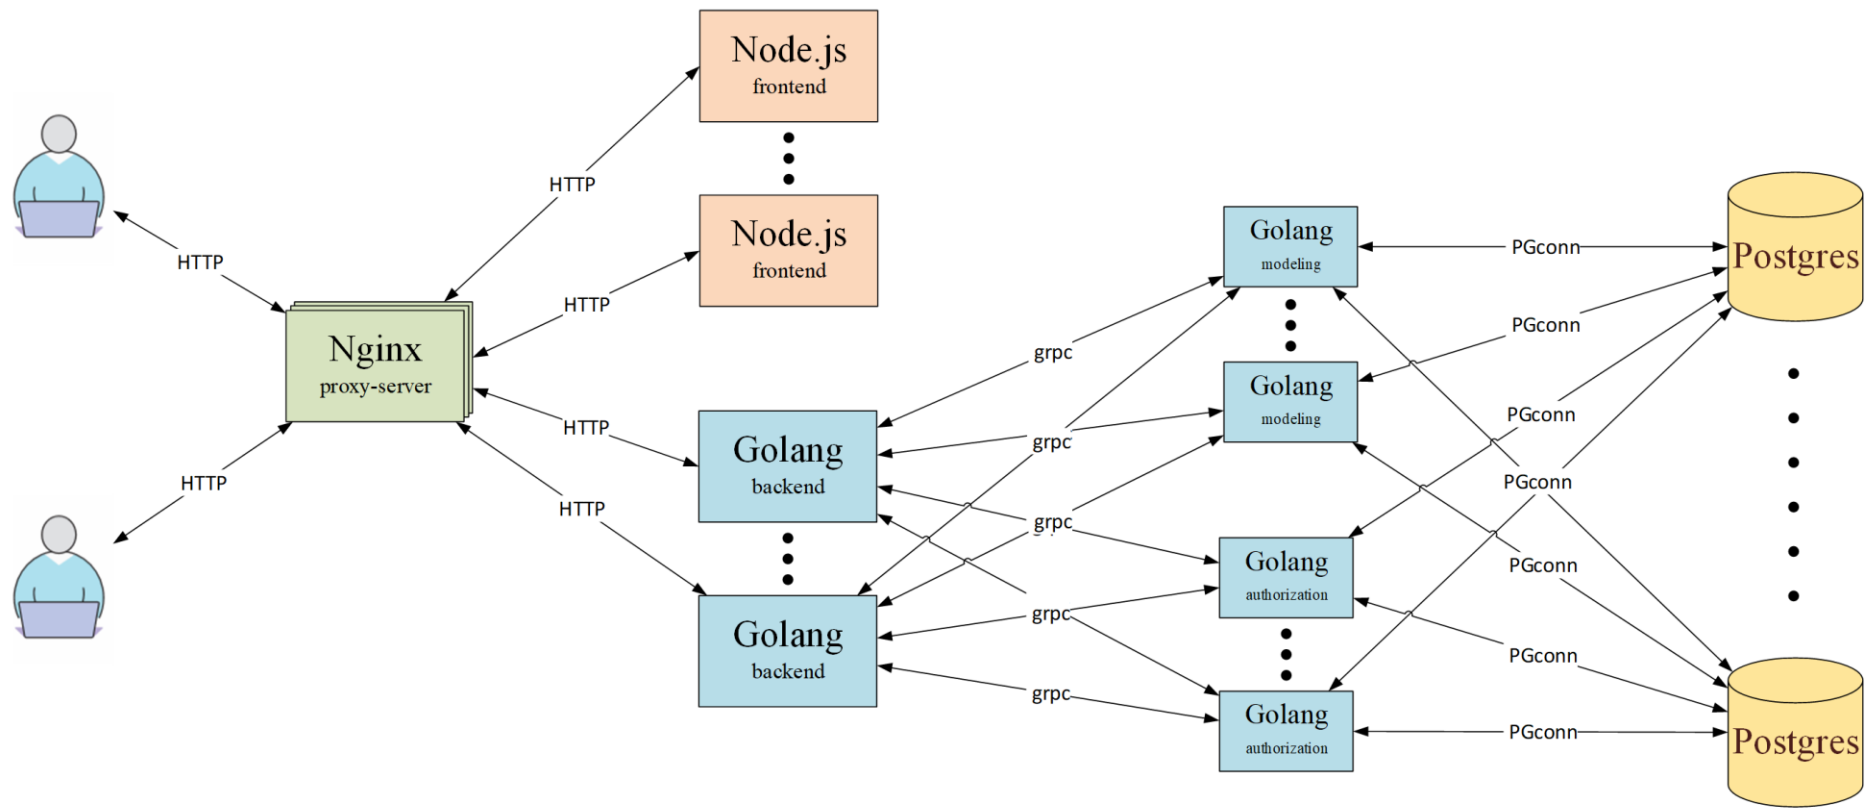 Node.js
frontend
HTTP
Node.js
frontend
HTTP
HTTP
Nginx
proxy-server
HTTP
HTTP
HTTP
Golang
backend
Golang
backend
grpc
grpc
grpc
grpc
grpc
Golang
modeling
Golang
modeling
Golang
authorization
Golang
authorization
PGconn
PGconn
PGconn
PGconn
PGconn
PGconn
PGconn
Postgres
Postgres